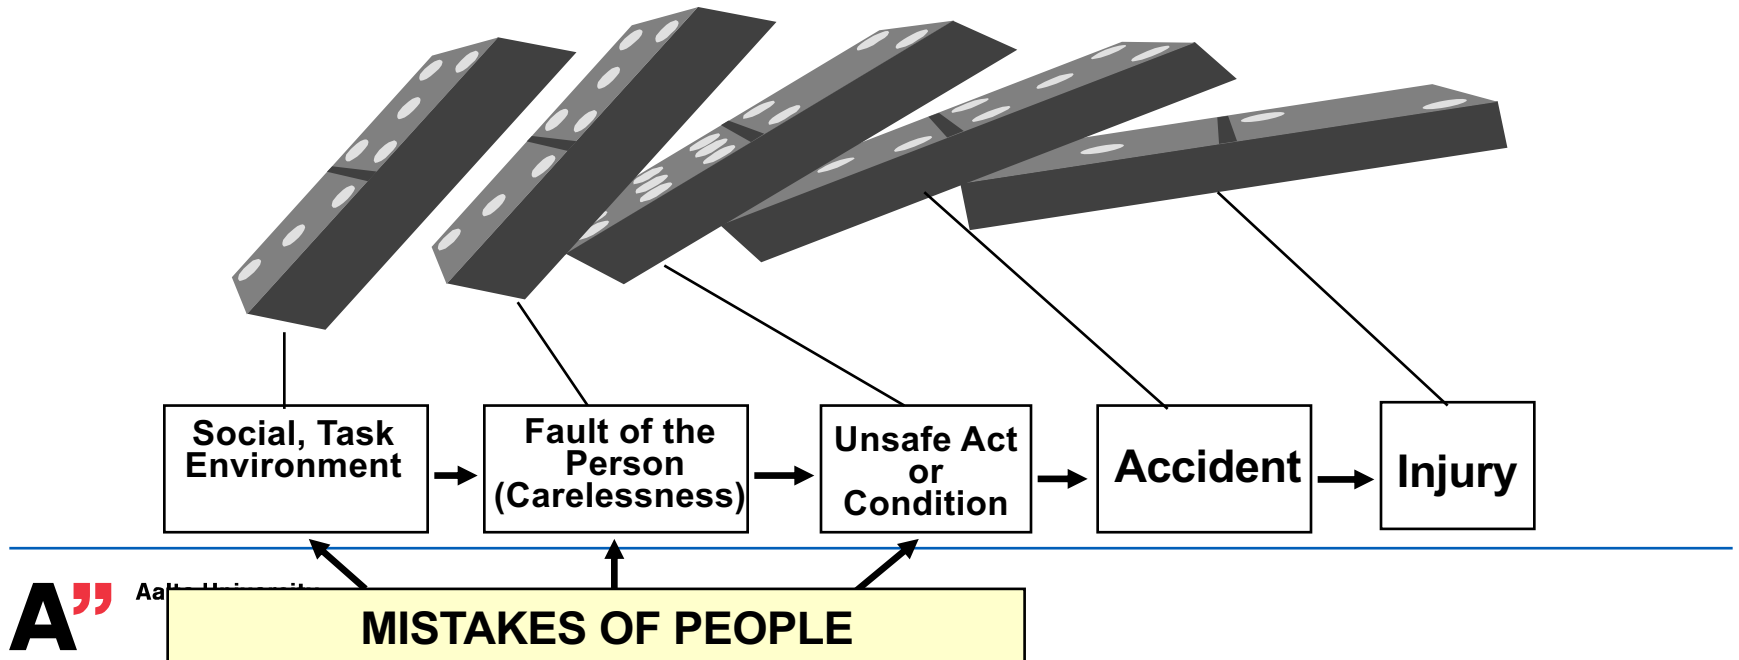 Social, Task
Environment
Fault of the
Person
(Carelessness)
Unsafe Act
or
Condition
Accident
Injury
A”
MISTAKES OF PEOPLE